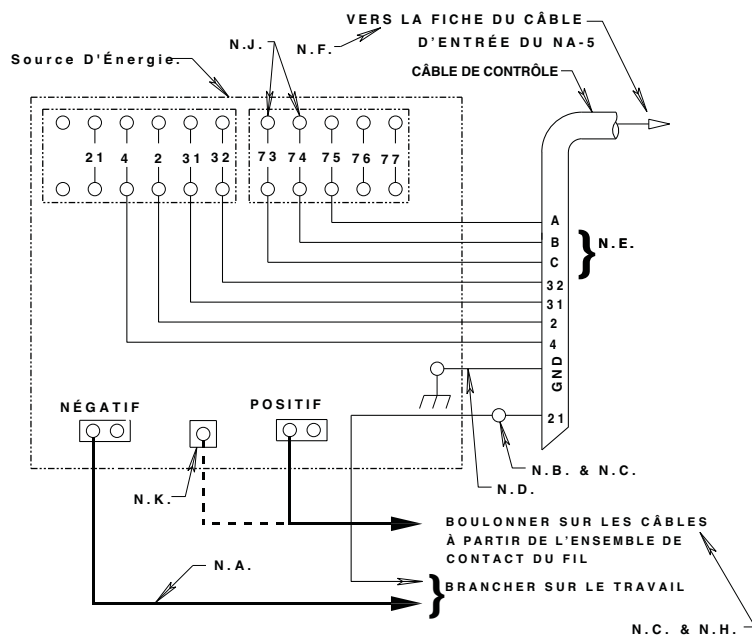 VERS LA FICHE DU CÂBLE
D'ENTRÉE DU NA-5
N.J.
N.F.
Source D'Énergie.
CÂBLE DE CONTRÔLE
21 4 2 31 32 73 74 75 76 77
A
B
C
N.E.
32
31
2
4
GND
21
NÉGATIF
POSITIF
N.B. & N.C.
N.D.
N.K.
BOULONNER SUR LES CÂBLES
À PARTIR DE L'ENSEMBLE DE
CONTACT DU FIL
N.A.
BRANCHER SUR LE TRAVAIL
N.C. & N.H.